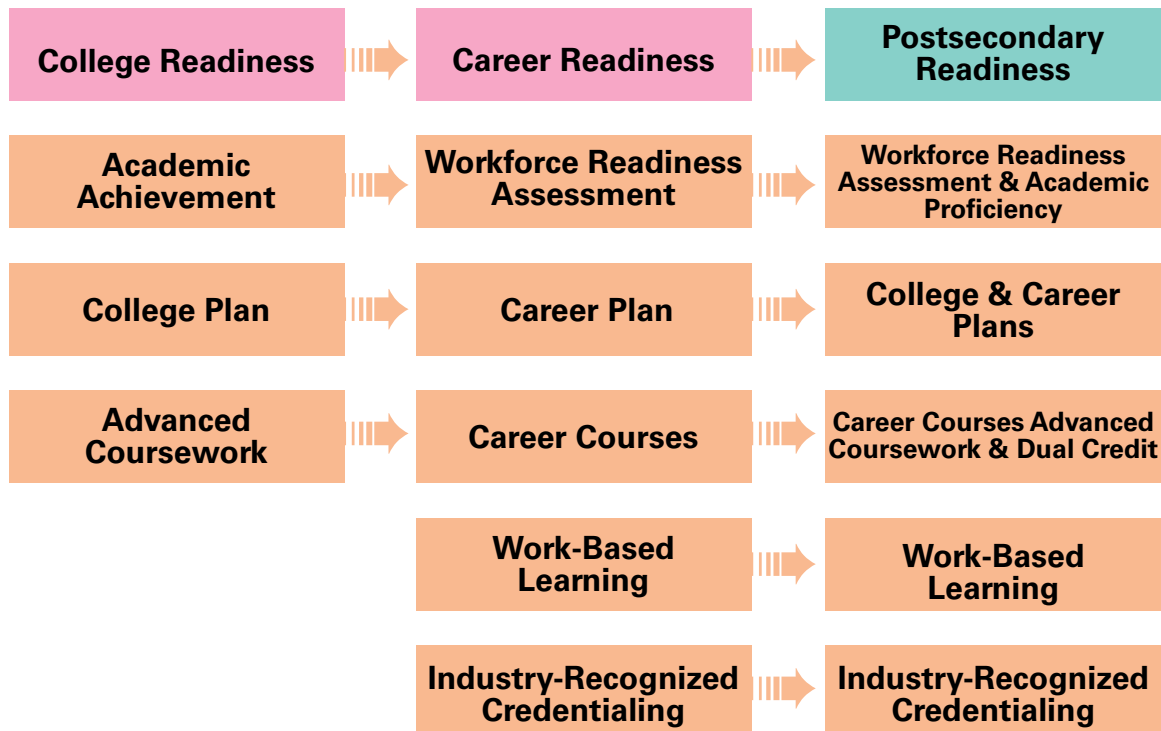 College Readiness
Career Readiness
Postsecondary
Readiness
Academic
Achievement
Workforce Readiness
Assessment
Workforce Readiness
Assessment & Academic
Proficiency
College Plan
Career Plan
College & Career
Plans
Advanced
Coursework
Career Courses
Career Courses Advanced
Coursework & Dual Credit
Work-Based
Learning
Work-Based
Learning
Industry-Recognized
Credentialing
Industry-Recognized
Credentialing